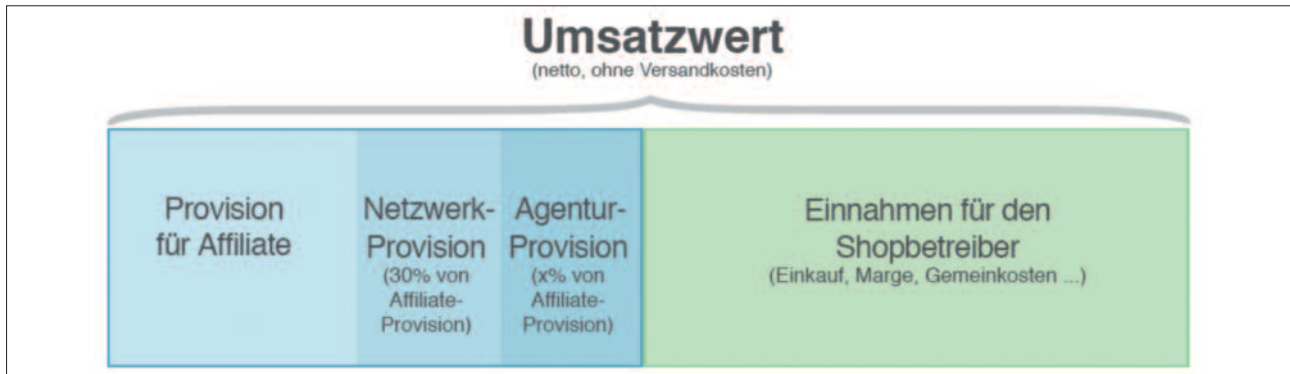 Umsatzwert
(netto, ohne Versandkosten)
Provision
für Affiliate
Netzwerk-
Provision
(30% von
Affiliate-
Provision)
Agentur-
Provision
(x% von
Affiliate-
Provision)
Einnahmen für den
Shopbetreiber
(Einkauf, Marge, Gemeinkosten ...)